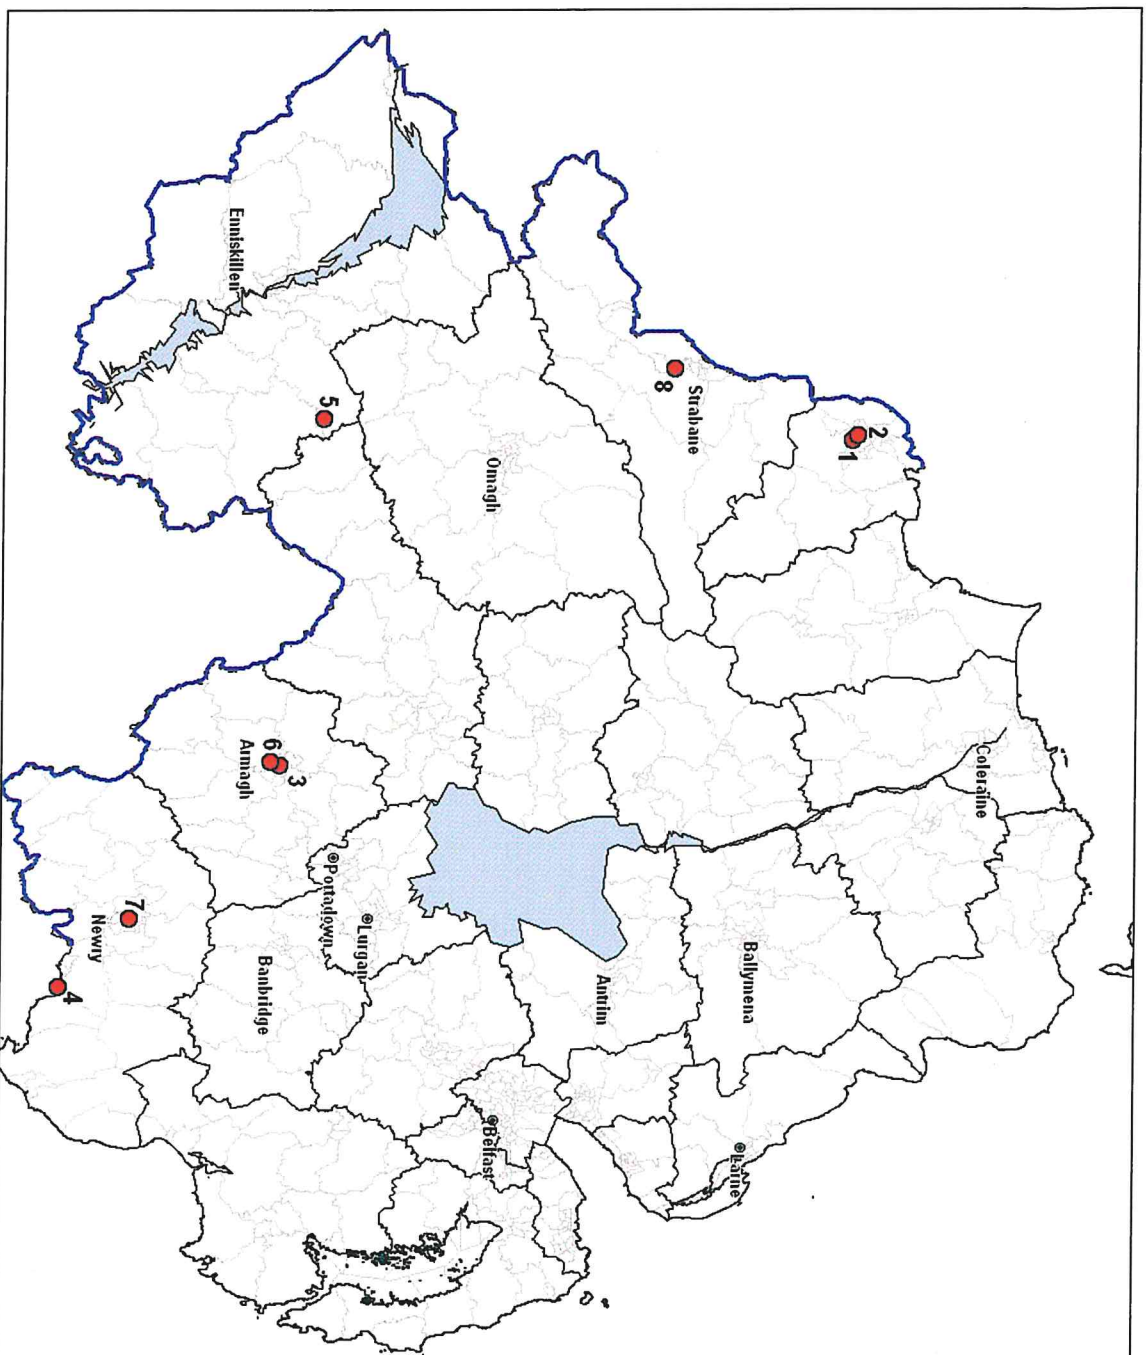 Coleraine
2
1
Strabane
8
Ballymena
Larne
Omagh
Antrim
Belfast
5
Lurgan
Portadown
Enniskillen
3
6
Armagh
Banbridge
7
Newry
4